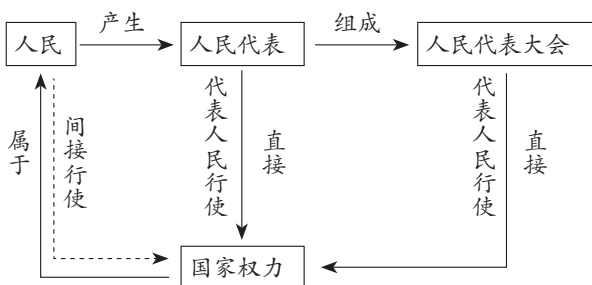 产生
组成
人民
人民代表
人民代表大会
属于
间接行使
代表人民行使
直接
代表人民行使
直接
国家权力